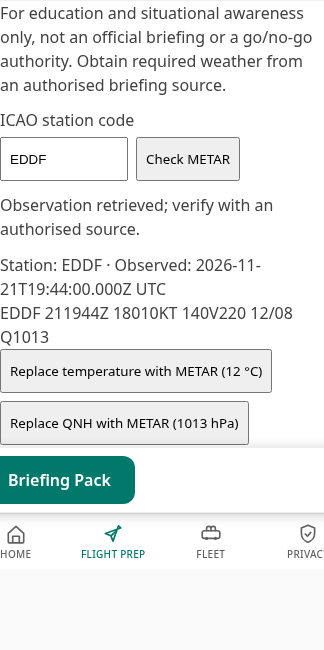 For education and situational awareness
only, not an official briefing or a go/no-go
authority. Obtain required weather from
an authorised briefing source.
ICAO station code
EDDF
Check METAR
Observation retrieved; verify with an
authorised source.
Station: EDDF · Observed: 2026-11-
21T19:44:00.000Z UTC
EDDF 211944Z 18010KT 140V220 12/08
Q1013
Replace temperature with METAR (12 °C)
Replace QNH with METAR (1013 hPa)
Briefing Pack
HOME
FLIGHT PREP
FLEET
PRIVAC